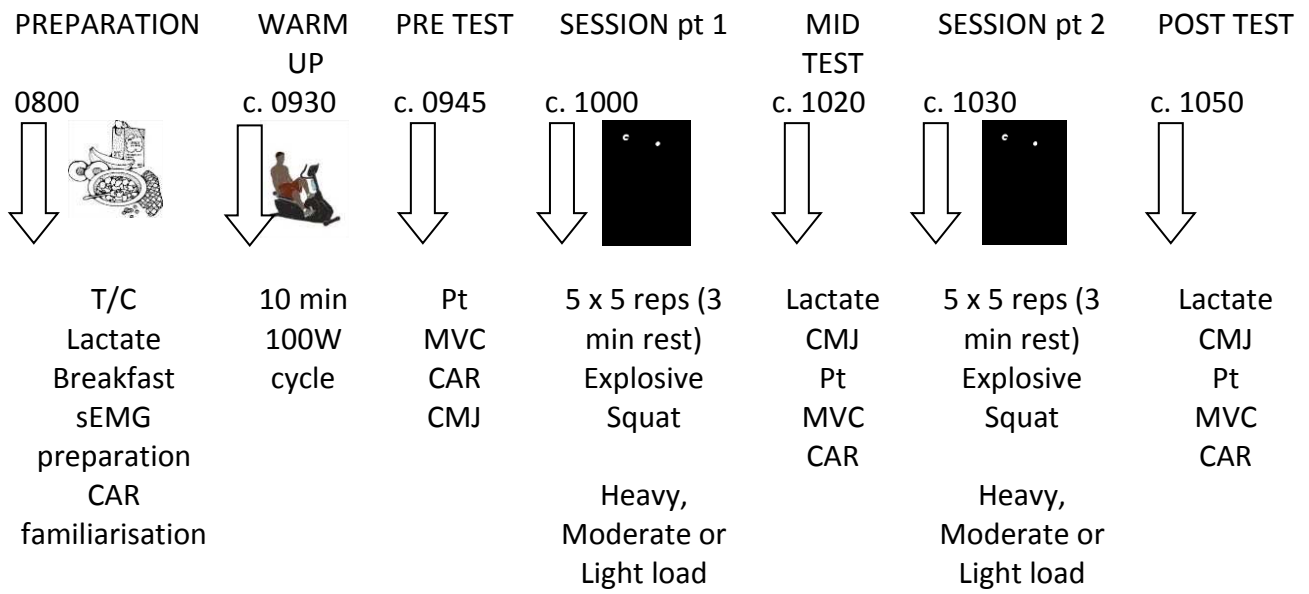 PREPARATION
0800
T/C
Lactate
Breakfast
sEMG
preparation
CAR
familiarisation
WARM
UP
c. 0930
10 min
100W
cycle
PRE TEST
c. 0945
Pt
MVC
CAR
CMJ
SESSION pt 1
c. 1000
5 x 5 reps (3
min rest)
Explosive
Squat
Heavy,
Moderate or
Light load
MID
TEST
c. 1020
Lactate
CMJ
Pt
MVC
CAR
SESSION pt 2
c. 1030
5 x 5 reps (3
min rest)
Explosive
Squat
Heavy,
Moderate or
Light load
POST TEST
c. 1050
Lactate
CMJ
Pt
MVC
CAR